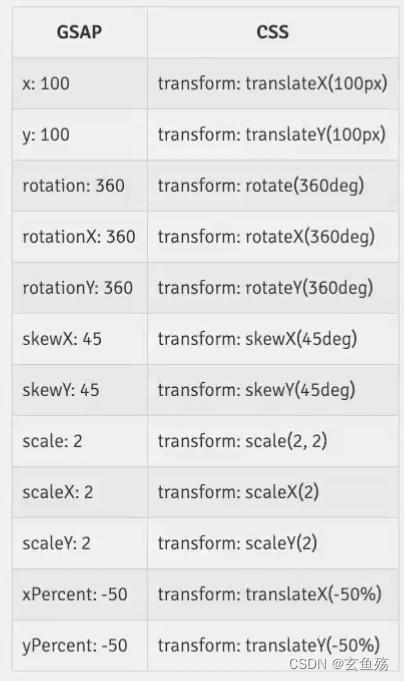 GSAP CSS
x: 100 transform: translateX(100px)
y: 100 transform: translateY(100px)
rotation: 360 transform: rotate(360deg)
rotationX: 360 transform: rotateX(360deg)
rotationY: 360 transform: rotateY(360deg)
skewX: 45 transform: skewX(45deg)
skewY: 45 transform: skewY(45deg)
scale: 2 transform: scale(2, 2)
scaleX: 2 transform: scaleX(2)
scaleY: 2 transform: scaleY(2)
xPercent: -50 transform: translateX(-50%)
yPercent: -50 transform: translateY(-50%)
CSDN @玄鱼殇